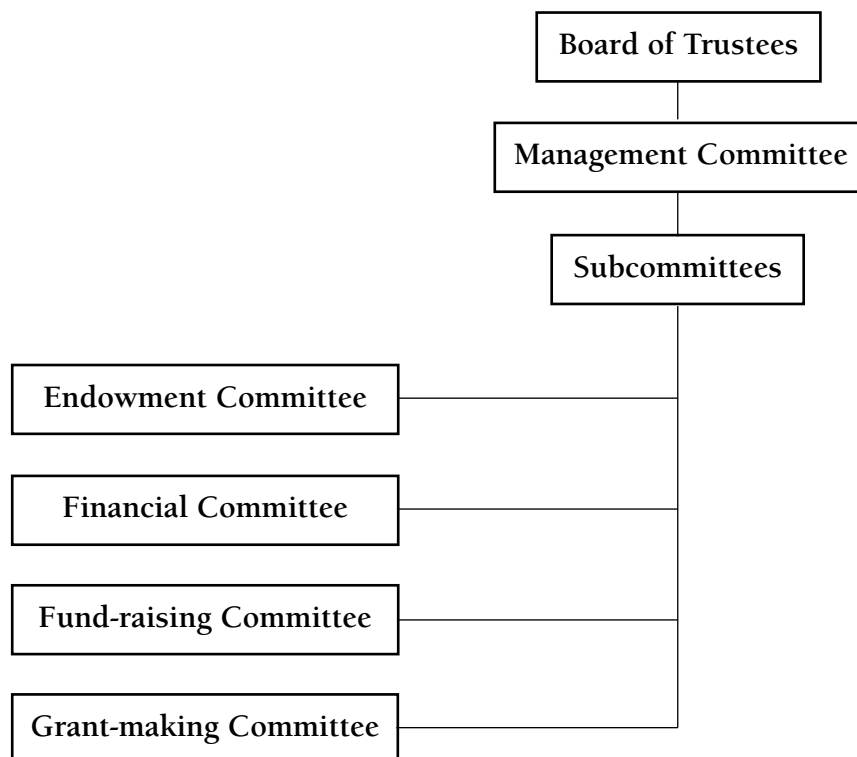 Board of Trustees
Management Committee
Subcommittees
Endowment Committee
Financial Committee
Fund-raising Committee
Grant-making Committee